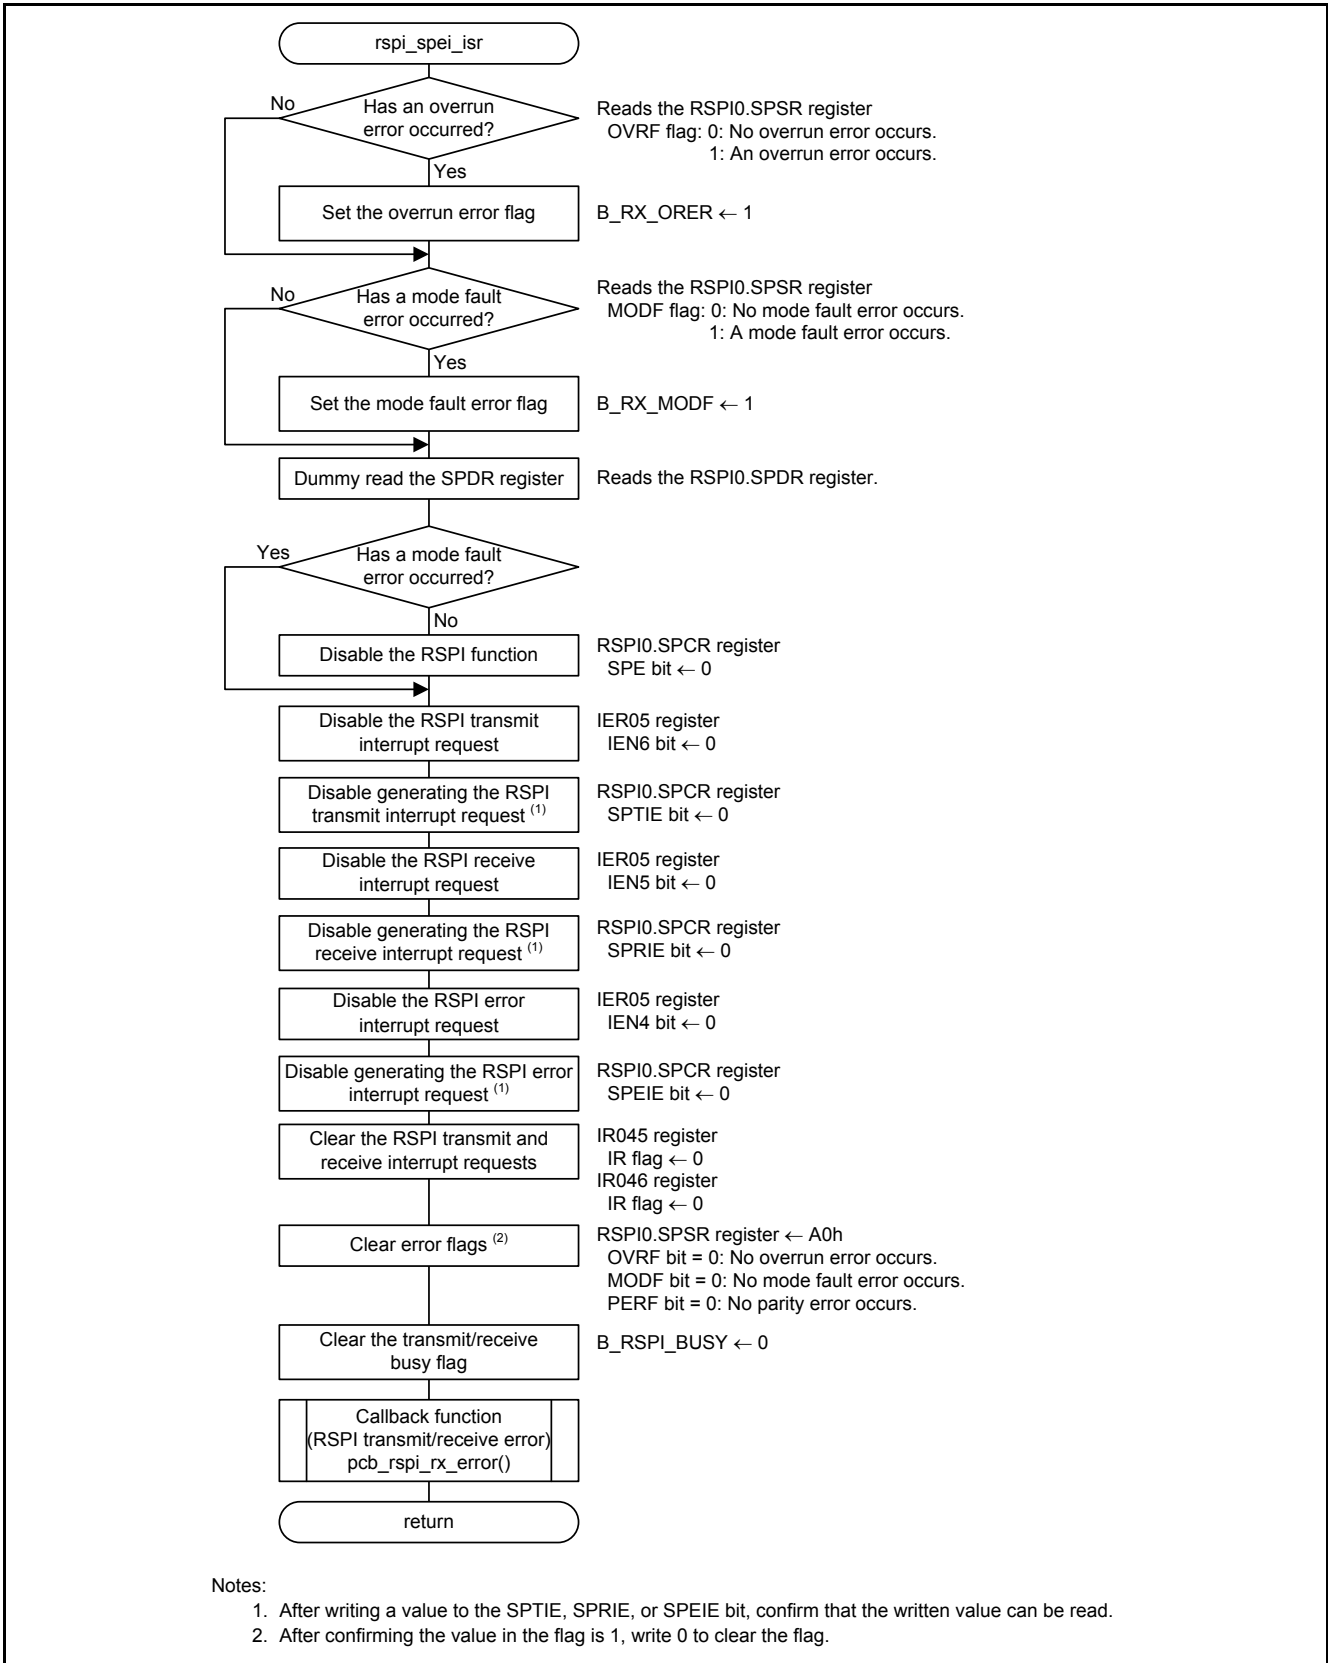 rspi_spei_isr
No
Has an overrun
error occurred?
Reads the RSPI0.SPSR register
OVRF flag: 0: No overrun error occurs.
1: An overrun error occurs.
Yes
Set the overrun error flag
B_RX_ORER ← 1
No
Has a mode fault
error occurred?
Reads the RSPI0.SPSR register
MODF flag: 0: No mode fault error occurs.
1: A mode fault error occurs.
Yes
Set the mode fault error flag
B_RX_MODF ← 1
Dummy read the SPDR register
Reads the RSPI0.SPDR register.
Yes
Has a mode fault
error occurred?
No
Disable the RSPI function
RSPI0.SPCR register
SPE bit ← 0
Disable the RSPI transmit
interrupt request
IER05 register
IEN6 bit ← 0
Disable generating the RSPI
transmit interrupt request (1)
RSPI0.SPCR register
SPTIE bit ← 0
Disable the RSPI receive
interrupt request
IER05 register
IEN5 bit ← 0
Disable generating the RSPI
receive interrupt request (1)
RSPI0.SPCR register
SPRIE bit ← 0
Disable the RSPI error
interrupt request
IER05 register
IEN4 bit ← 0
Disable generating the RSPI error
interrupt request (1)
RSPI0.SPCR register
SPEIE bit ← 0
Clear the RSPI transmit and
receive interrupt requests
IR045 register
IR flag ← 0
IR046 register
IR flag ← 0
Clear error flags (2)
RSPI0.SPSR register ← A0h
OVRF bit = 0: No overrun error occurs.
MODF bit = 0: No mode fault error occurs.
PERF bit = 0: No parity error occurs.
Clear the transmit/receive
busy flag
B_RSPI_BUSY ← 0
Callback function
(RSPI transmit/receive error)
pcb_rspi_rx_error()
return
Notes:
1. After writing a value to the SPTIE, SPRIE, or SPEIE bit, confirm that the written value can be read.
2. After confirming the value in the flag is 1, write 0 to clear the flag.